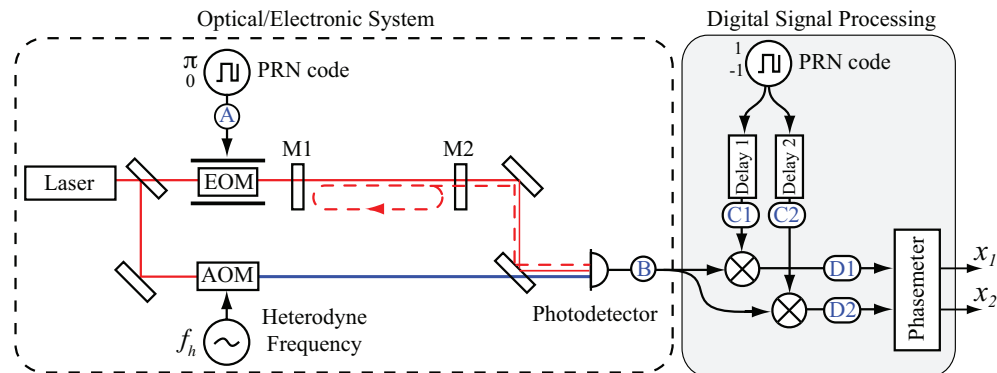 Optical/Electronic System
Digital Signal Processing
π
0
PRN code
1
-1
PRN code
A
M1
M2
Delay 1
Delay 2
Laser
EOM
C1
C2
AOM
B
D1
x1
D2
x2
Photodetector
Phasemeter
fh
Heterodyne
Frequency